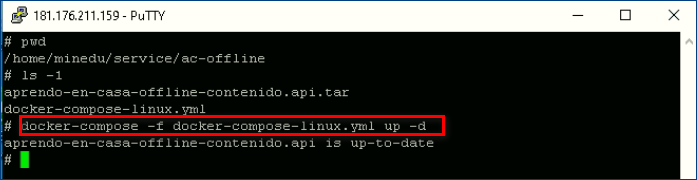 181.176.211.159 - PuTTY
# pwd
/home/minedu/service/ac-offline
# ls -1
aprendo-en-casa-offline-contenido.api.tar
docker-compose-linux.yml
# docker-compose -f docker-compose-linux.yml up -d
aprendo-en-casa-offline-contenido.api is up-to-date
#